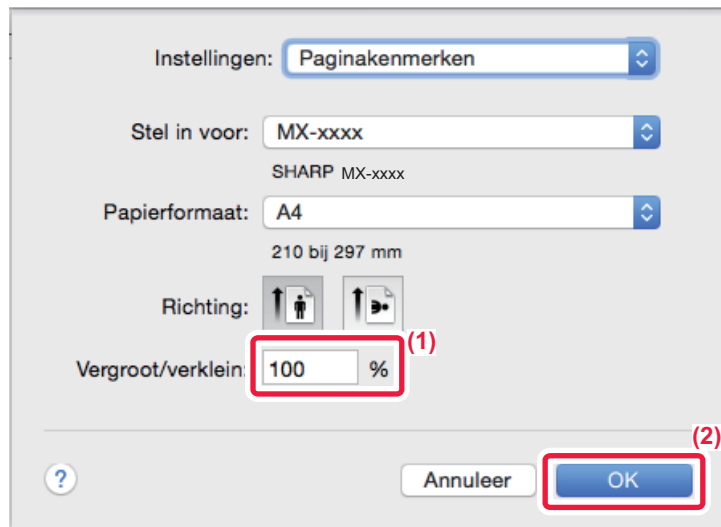 Instellingen: Paginakenmerken
Stel in voor: MX-xxxx
SHARP MX-xxxx
Papierformaat: A4
210 bij 297 mm
Richting:
(1)
Vergroot/verklein: 100 %
(2)
? Annuleer OK